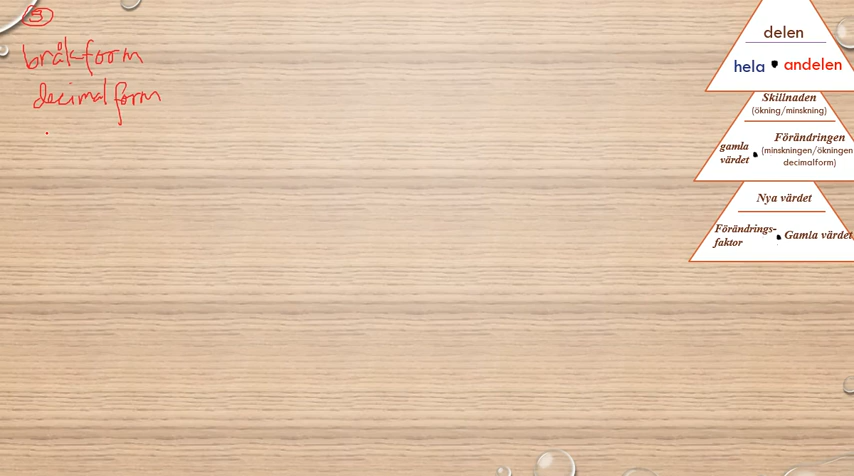 3
bråkform
decimalform
delen
hela • andelen
Skillnaden
(ökning/minskning)
gamla värdet • Förändringen
(minskningen/ökningen
decimalform)
Nya värdet
Förändrings-
faktor • Gamla värdet